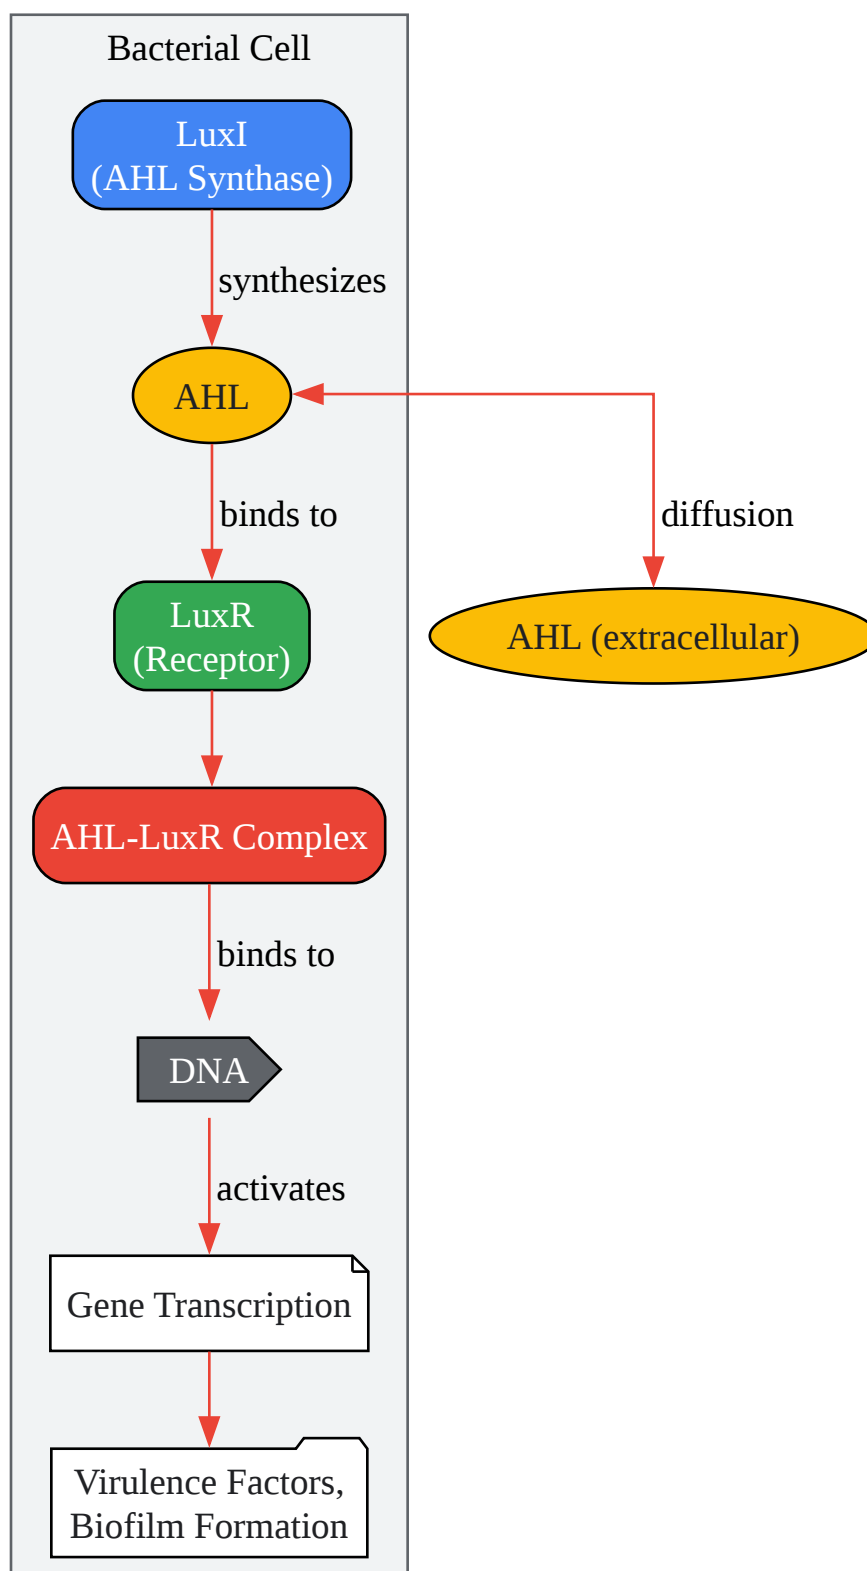 Bacterial Cell
LuxI
(AHL Synthase)
synthesizes
AHL
binds to
diffusion
LuxR
(Receptor)
AHL (extracellular)
AHL-LuxR Complex
binds to
DNA
activates
Gene Transcription
Virulence Factors,
Biofilm Formation